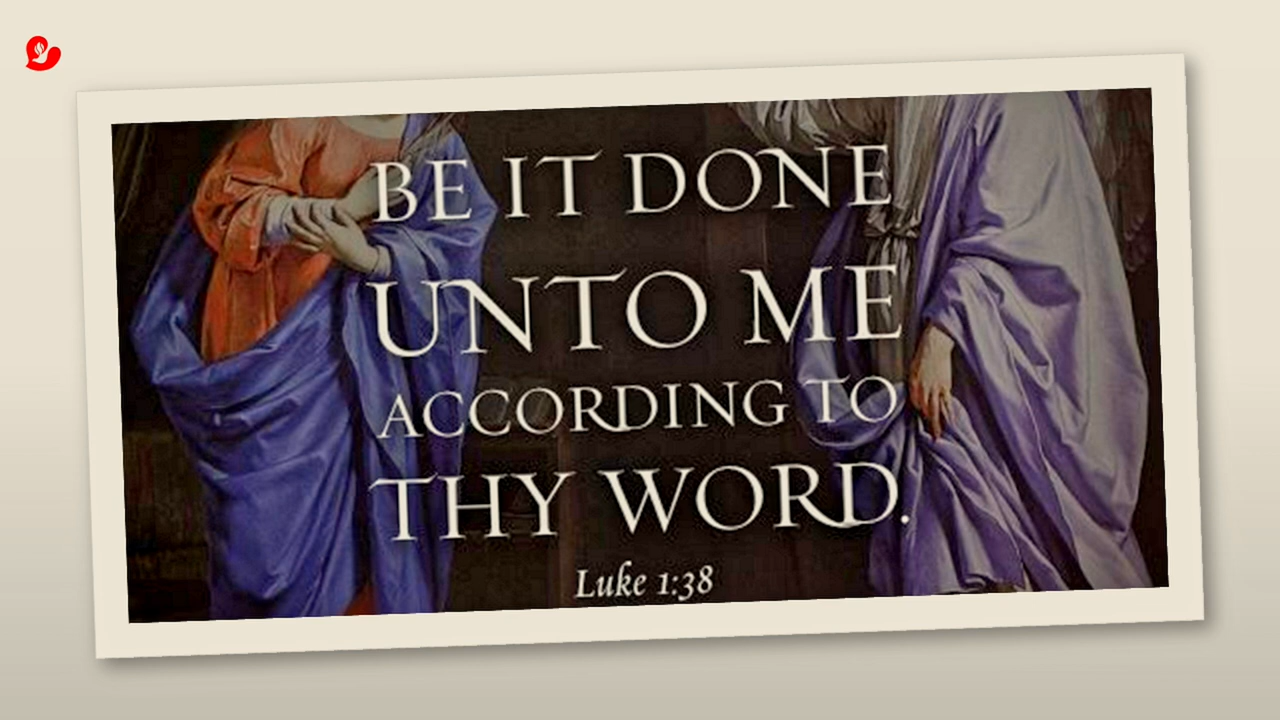 BE IT DONE
UNTO ME
ACCORDING TO
THY WORD.
Luke 1:38